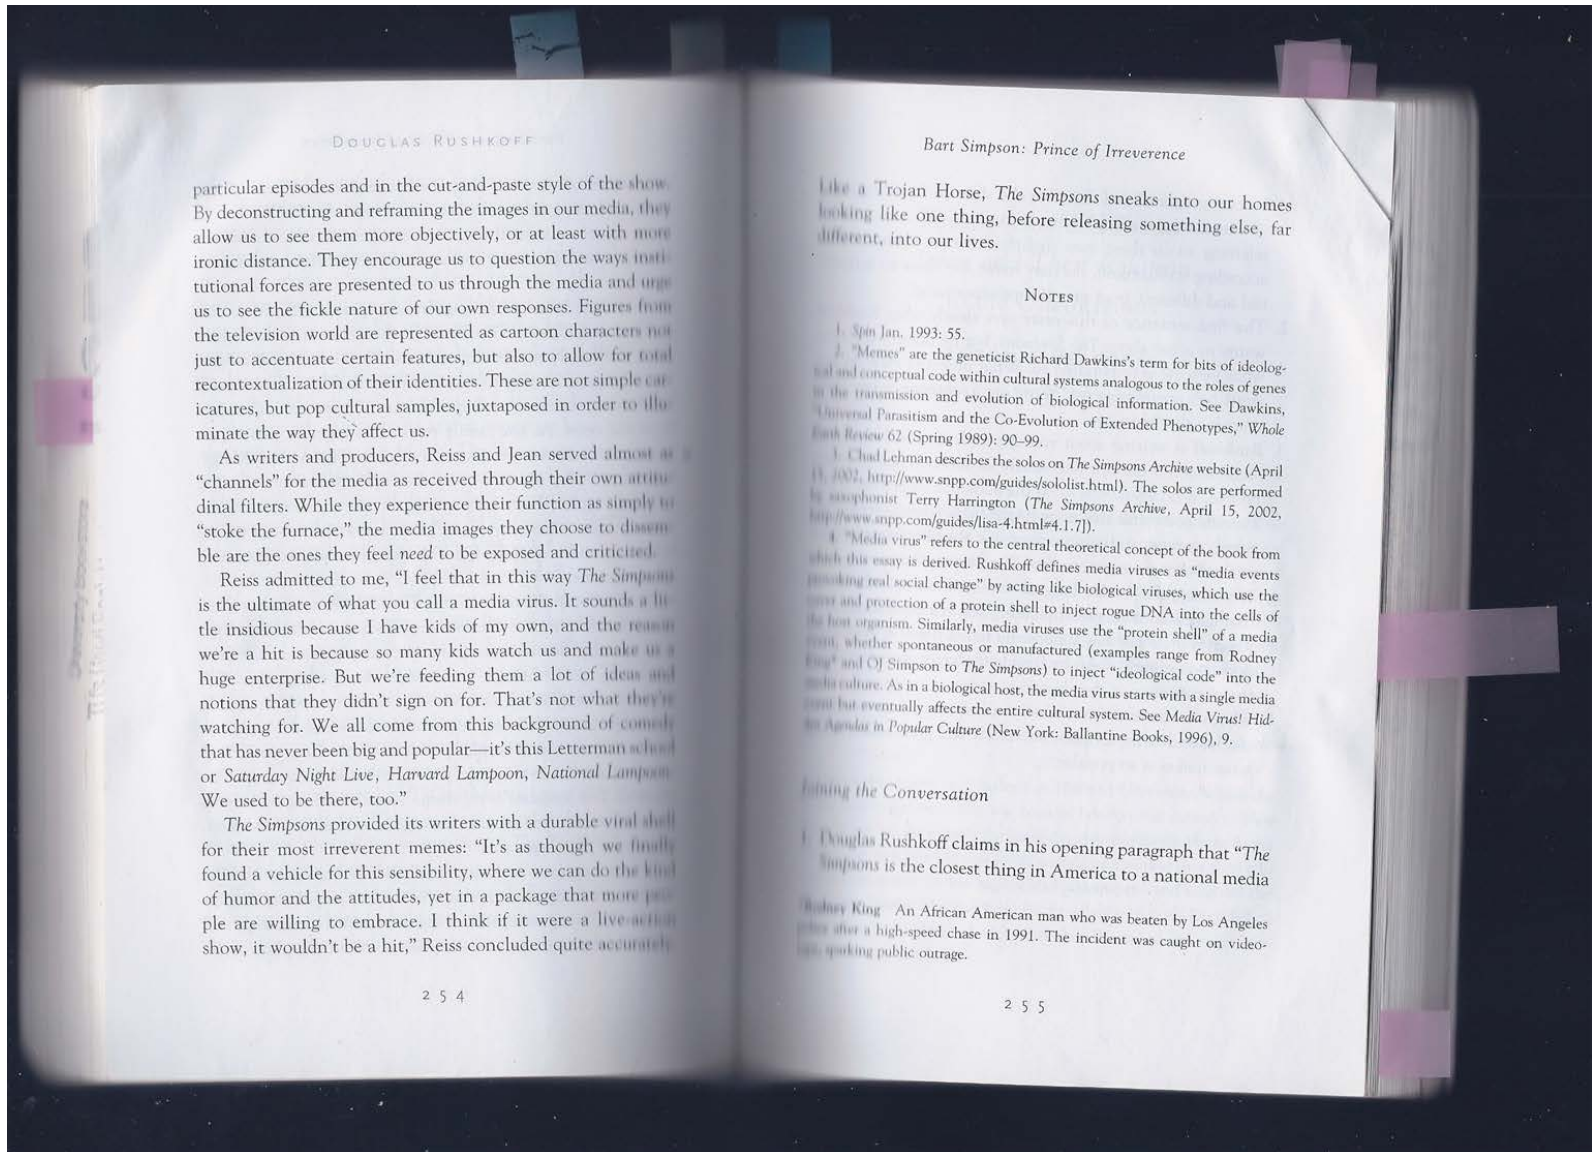 DOUGLAS RUSHKOFF
particular episodes and in the cut-and-paste style of the show.
By deconstructing and reframing the images in our media, they
allow us to see them more objectively, or at least with more
ironic distance. They encourage us to question the ways insti-
tutional forces are presented to us through the media and urge
us to see the fickle nature of our own responses. Figures from
the television world are represented as cartoon characters not
just to accentuate certain features, but also to allow for total
recontextualization of their identities. These are not simple car-
icatures, but pop cultural samples, juxtaposed in order to illu-
minate the way they affect us.
As writers and producers, Reiss and Jean served almost as
“channels” for the media as received through their own attitu-
dinal filters. While they experience their function as simply to
“stoke the furnace,” the media images they choose to dissem-
ble are the ones they feel need to be exposed and criticized.
Reiss admitted to me, “I feel that in this way The Simpsons
is the ultimate of what you call a media virus. It sounds a lit-
tle insidious because I have kids of my own, and the reason
we’re a hit is because so many kids watch us and make us a
huge enterprise. But we’re feeding them a lot of ideas and
notions that they didn’t sign on for. That’s not what they’re
watching for. We all come from this background of comedy
that has never been big and popular—it’s this Letterman school
or Saturday Night Live, Harvard Lampoon, National Lampoon.
We used to be there, too.”
The Simpsons provided its writers with a durable viral shell
for their most irreverent memes: “It’s as though we finally
found a vehicle for this sensibility, where we can do the kind
of humor and the attitudes, yet in a package that more peo-
ple are willing to embrace. I think if it were a live-action
show, it wouldn’t be a hit,” Reiss concluded quite accurately.
2 5 4
Bart Simpson: Prince of Irreverence
Like a Trojan Horse, The Simpsons sneaks into our homes
looking like one thing, before releasing something else, far
different, into our lives.
NOTES
1. Spin Jan. 1993: 55.
2. “Memes” are the geneticist Richard Dawkins’s term for bits of ideolog-
ical and conceptual code within cultural systems analogous to the roles of genes
in the transmission and evolution of biological information. See Dawkins,
“Universal Parasitism and the Co-Evolution of Extended Phenotypes,” Whole
Earth Review 62 (Spring 1989): 90–99.
3. Chad Lehman describes the solos on The Simpsons Archive website (April
15, 2002, http://www.snpp.com/guides/sololist.html). The solos are performed
by saxophonist Terry Harrington (The Simpsons Archive, April 15, 2002,
http://www.snpp.com/guides/lisa-4.html#4.1.7]).
4. “Media virus” refers to the central theoretical concept of the book from
which this essay is derived. Rushkoff defines media viruses as “media events
provoking real social change” by acting like biological viruses, which use the
cover and protection of a protein shell to inject rogue DNA into the cells of
the host organism. Similarly, media viruses use the “protein shell” of a media
event, whether spontaneous or manufactured (examples range from Rodney
King* and OJ Simpson to The Simpsons) to inject “ideological code” into the
media culture. As in a biological host, the media virus starts with a single media
event but eventually affects the entire cultural system. See Media Virus! Hid-
den Agendas in Popular Culture (New York: Ballantine Books, 1996), 9.
Joining the Conversation
1. Douglas Rushkoff claims in his opening paragraph that “The
Simpsons is the closest thing in America to a national media
*Rodney King An African American man who was beaten by Los Angeles
police after a high-speed chase in 1991. The incident was caught on video-
tape, sparking public outrage.
2 5 5